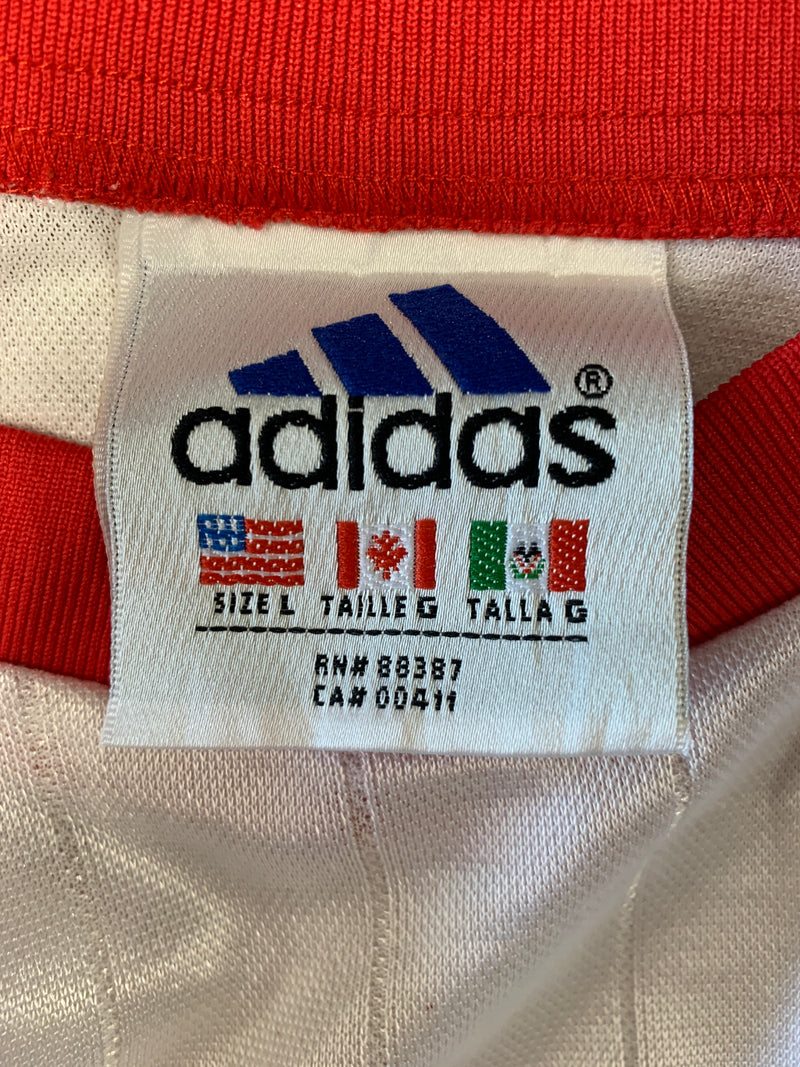 adidas®
SIZE L TAILLE G TALLA G
RN# 88387
CA# 00411